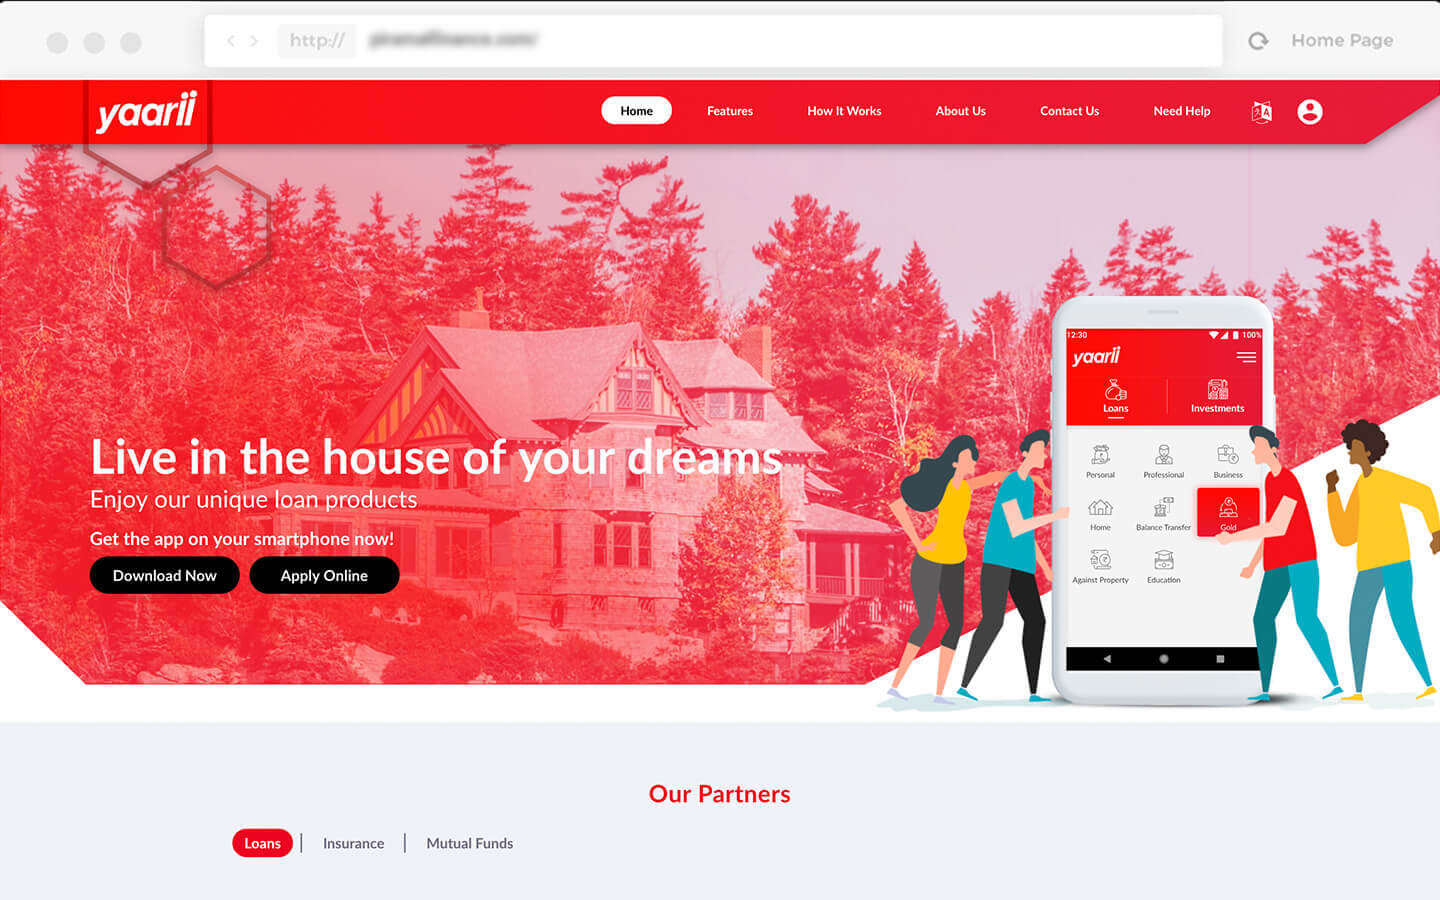 http://
Home Page
yaarii
Home
Features
How It Works
About Us
Contact Us
Need Help
A
Live in the house of your dreams
Enjoy our unique loan products
Get the app on your smartphone now!
Download Now
Apply Online
12:30
100%
yaarii
Loans
Investments
Personal
Professional
Business
Home
Balance Transfer
Gold
Against Property
Education
Our Partners
Loans
Insurance
Mutual Funds